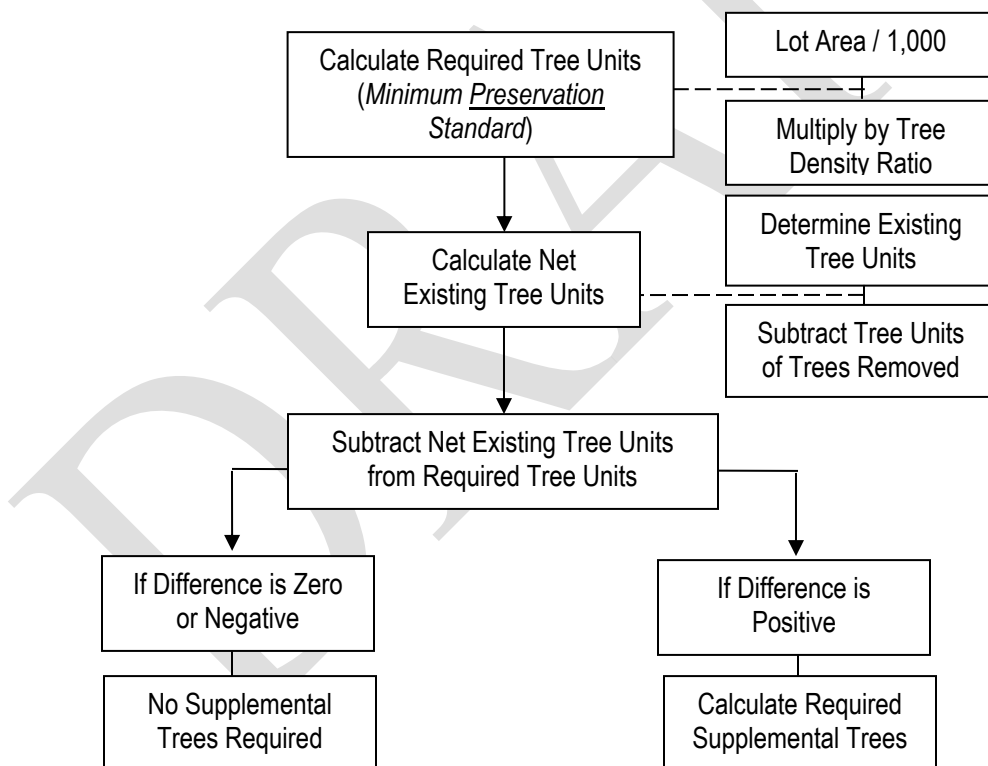 Calculate Required Tree Units
(Minimum Preservation
Standard)
Lot Area / 1,000
Multiply by Tree
Density Ratio
Calculate Net
Existing Tree Units
Determine Existing
Tree Units
Subtract Tree Units
of Trees Removed
Subtract Net Existing Tree Units
from Required Tree Units
If Difference is Zero
or Negative
If Difference is
Positive
No Supplemental
Trees Required
Calculate Required
Supplemental Trees
DRA